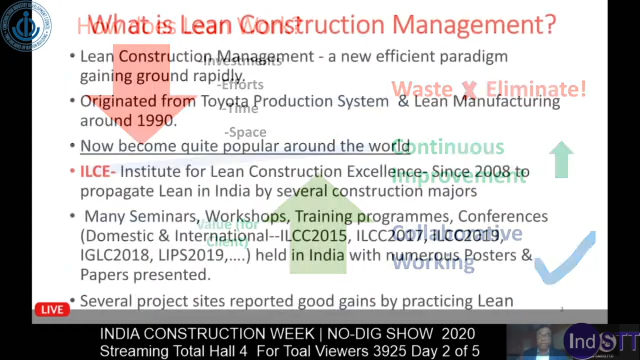 What is Lean Construction Management?
How does Lean Work?
Lean Construction Management - a new efficient paradigm
gaining ground rapidly.
Originated from Toyota Production System & Lean Manufacturing
around 1990.
Now become quite popular around the world
ILCE- Institute for Lean Construction Excellence- Since 2008 to
propagate Lean in India by several construction majors
Many Seminars, Workshops, Training programmes, Conferences
(Domestic & International--ILCC2015, ILCC2017, ILCC2019,
IGLC2018, LIPS2019,....) held in India with numerous Posters &
Papers presented.
Several project sites reported good gains by practicing Lean
Investments
-Efforts
-Time
-Space
Waste X Eliminate!
Continuous
Improvement
Value (for
Client)
Collaborative
Working
LIVE
INDIA CONSTRUCTION WEEK | NO-DIG SHOW 2020
Streaming Total Hall 4 For Toal Viewers 3925 Day 2 of 5
IndSTT